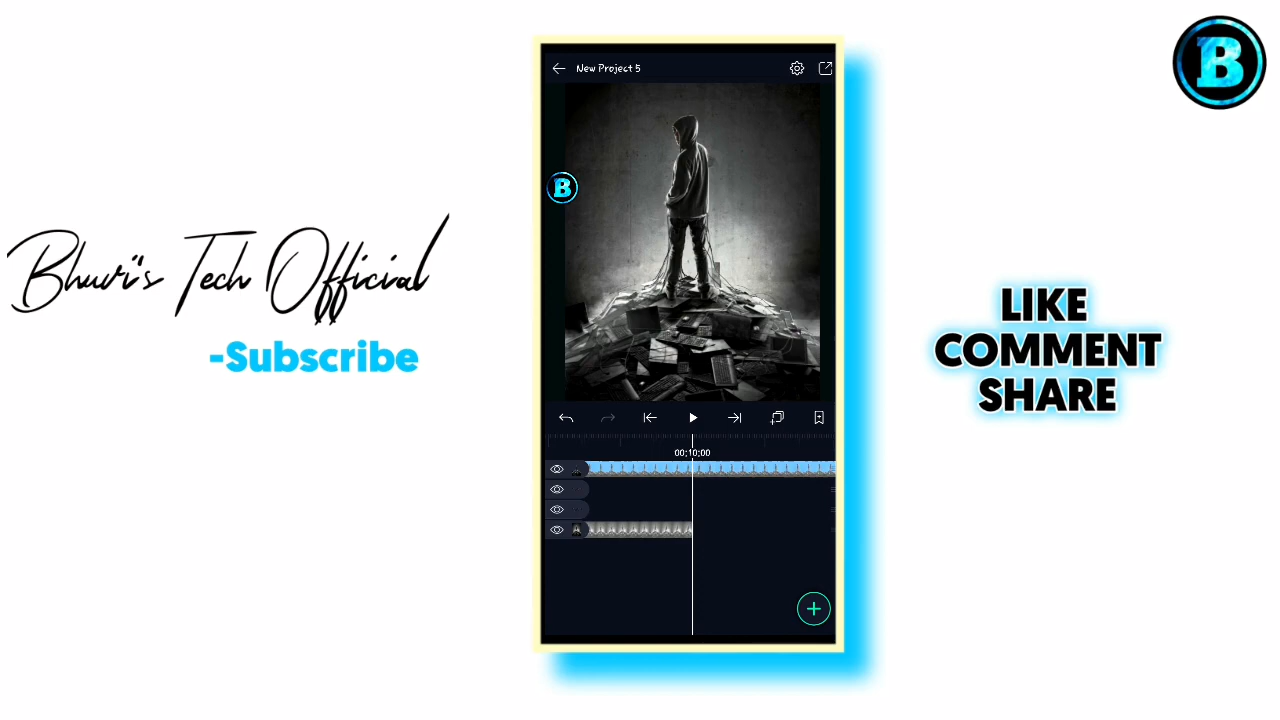 B
New Project 5
B
Bhuvi"s Tech Official
-Subscribe
LIKE
COMMENT
SHARE
00;10;00